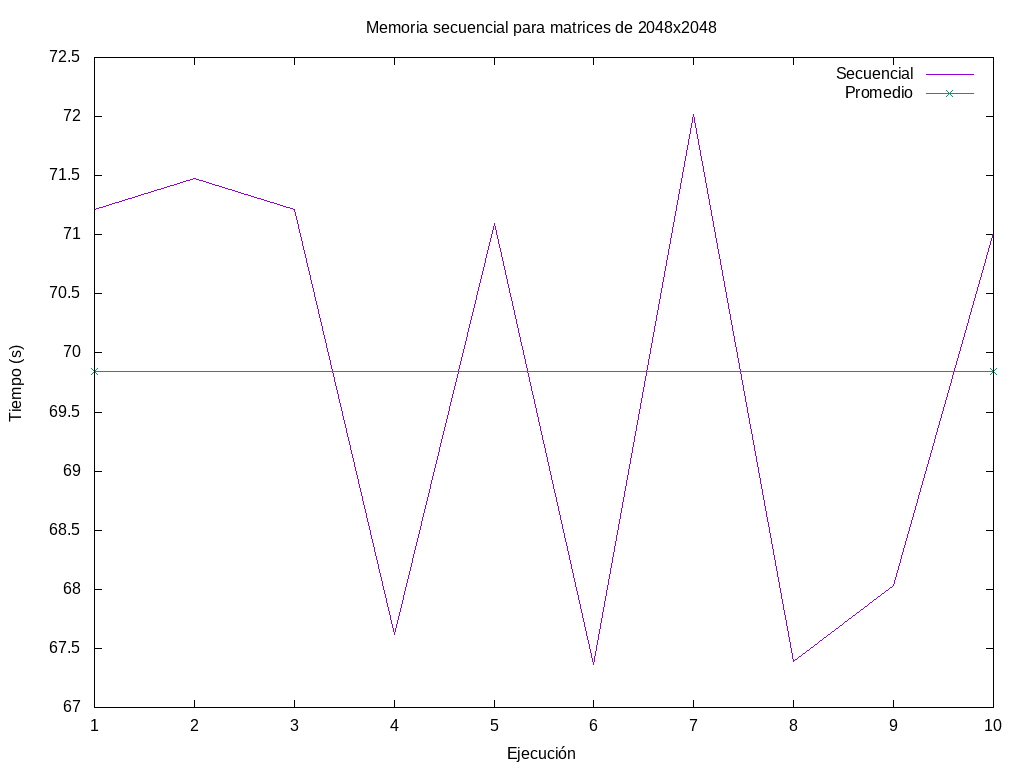 Memoria secuencial para matrices de 2048x2048
Secuencial
Promedio
72.5
72
71.5
71
70.5
70
69.5
69
68.5
68
67.5
67
Tiempo (s)
1 2 3 4 5 6 7 8 9 10
Ejecución